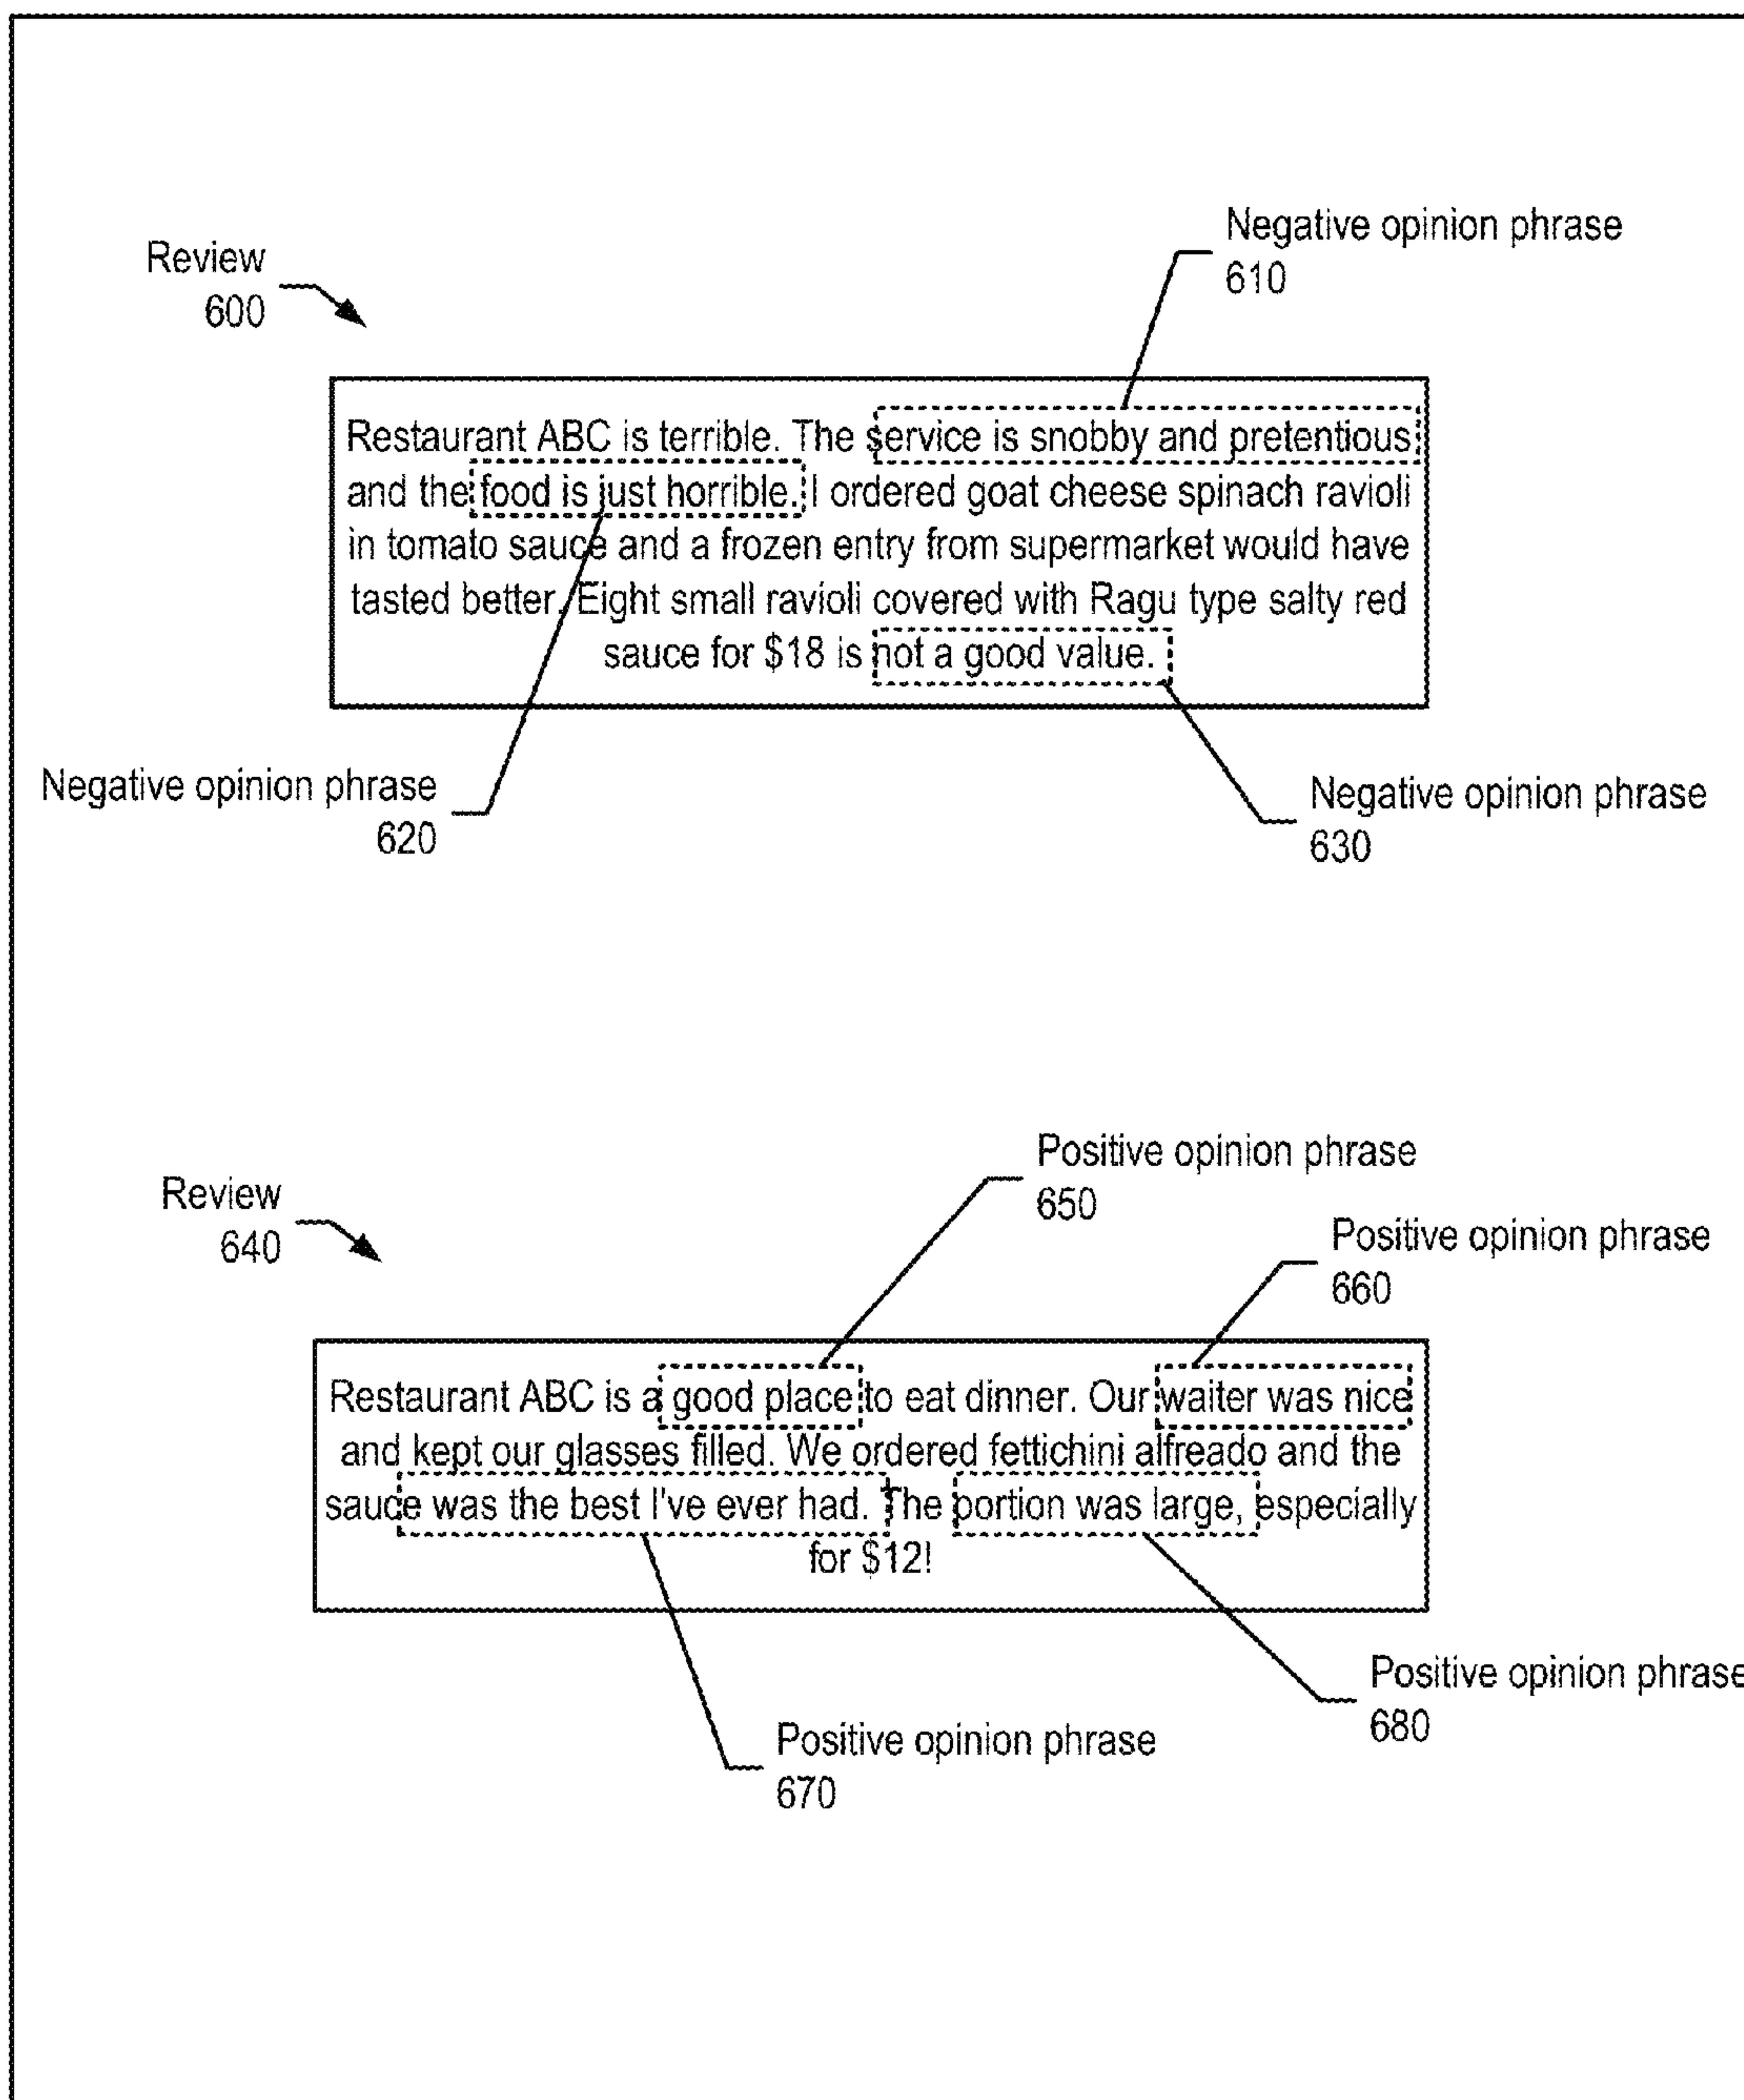 Negative opinion phrase
610
Review
600
Restaurant ABC is terrible. The service is snobby and pretentious
and the food is just horrible. I ordered goat cheese spinach ravioli
in tomato sauce and a frozen entry from supermarket would have
tasted better. Eight small ravioli covered with Ragu type salty red
sauce for $18 is not a good value.
Negative opinion phrase
620
Negative opinion phrase
630
Positive opinion phrase
650
Review
640
Positive opinion phrase
660
Restaurant ABC is a good place to eat dinner. Our waiter was nice
and kept our glasses filled. We ordered fettichini alfreado and the
sauce was the best I've ever had. The portion was large, especially
for $12!
Positive opinion phrase
680
Positive opinion phrase
670